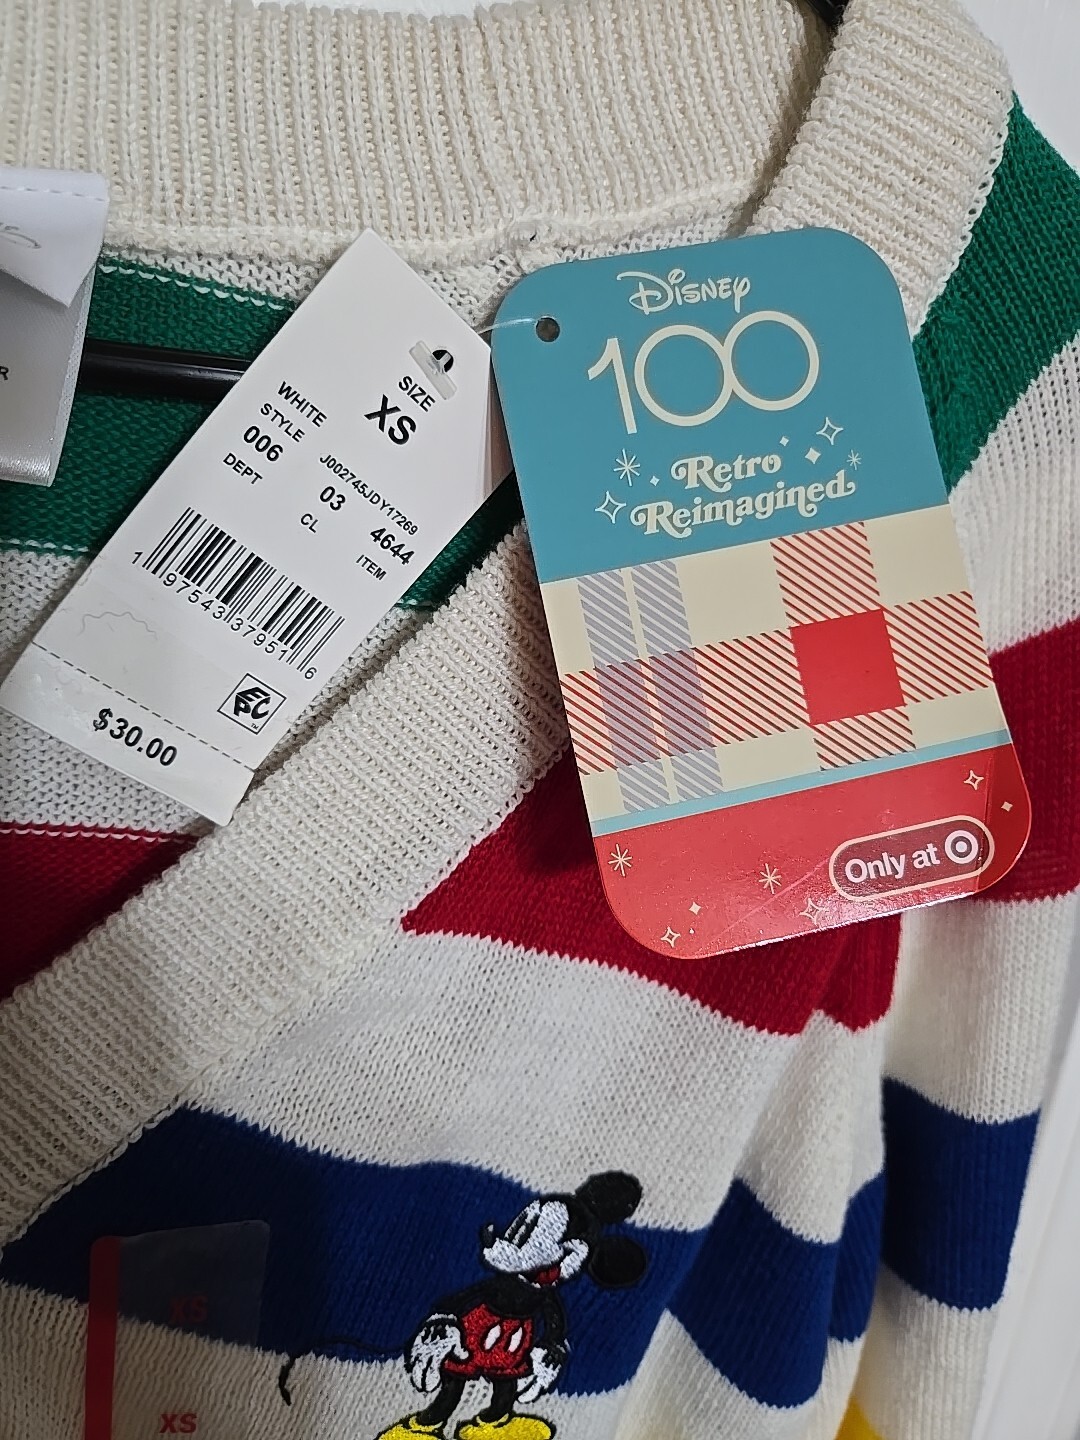 SIZE
XS
WHITE
STYLE
006
DEPT
J002745JDY17269
03
CL
4644
ITEM
1 97543 37951 6
EPC
$30.00
Disney
100
Retro
Reimagined
Only at
R
XS
XS